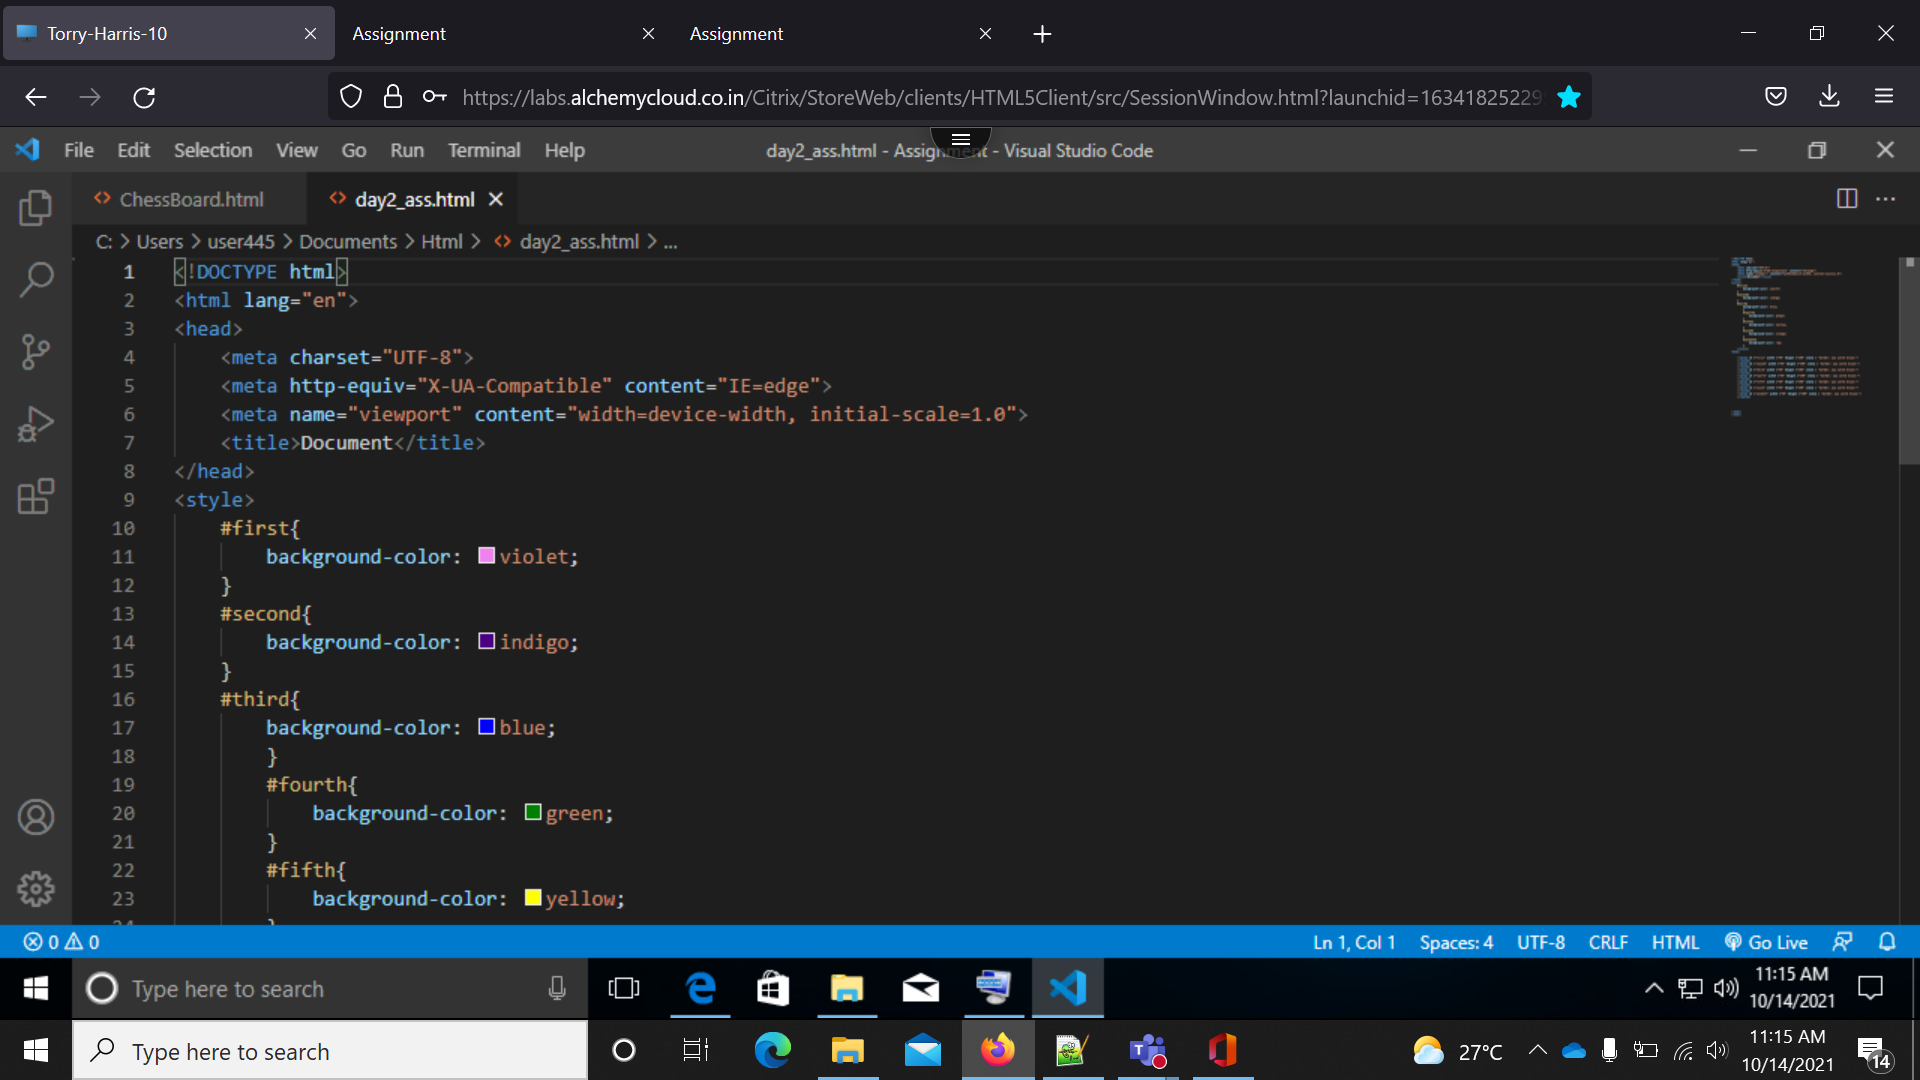 Torry-Harris-10
Assignment
Assignment
https://labs.alchemycloud.co.in/Citrix/StoreWeb/clients/HTML5Client/src/SessionWindow.html?launchid=16341825229
File Edit Selection View Go Run Terminal Help
day2_ass.html - Assignment - Visual Studio Code
ChessBoard.html
day2_ass.html
C: > Users > user445 > Documents > Html > day2_ass.html > ...
1 <!DOCTYPE html>
2 <html lang="en">
3 <head>
4 <meta charset="UTF-8">
5 <meta http-equiv="X-UA-Compatible" content="IE=edge">
6 <meta name="viewport" content="width=device-width, initial-scale=1.0">
7 <title>Document</title>
8 </head>
9 <style>
10 #first{
11 background-color: violet;
12 }
13 #second{
14 background-color: indigo;
15 }
16 #third{
17 background-color: blue;
18 }
19 #fourth{
20 background-color: green;
21 }
22 #fifth{
23 background-color: yellow;
0 0
Ln 1, Col 1 Spaces: 4 UTF-8 CRLF HTML Go Live
Type here to search
11:15 AM
10/14/2021
Type here to search
27°C
11:15 AM
10/14/2021
14